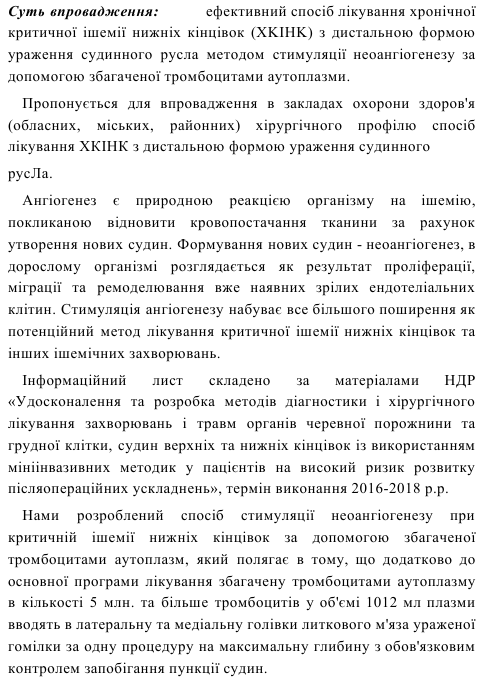 Суть впровадження: ефективний спосіб лікування хронічної
критичної ішемії нижніх кінцівок (ХКІНК) з дистальною формою
ураження судинного русла методом стимуляції неоангіогенезу за
допомогою збагаченої тромбоцитами аутоплазми.
Пропонується для впровадження в закладах охорони здоров'я
(обласних, міських, районних) хірургічного профілю спосіб
лікування ХКІНК з дистальною формою ураження судинного
русЛа.
Ангіогенез є природною реакцією організму на ішемію,
покликаною відновити кровопостачання тканини за рахунок
утворення нових судин. Формування нових судин - неоангіогенез, в
дорослому організмі розглядається як результат проліферації,
міграції та ремоделювання вже наявних зрілих ендотеліальних
клітин. Стимуляція ангіогенезу набуває все більшого поширення як
потенційний метод лікування критичної ішемії нижніх кінцівок та
інших ішемічних захворювань.
Інформаційний лист складено за матеріалами НДР
«Удосконалення та розробка методів діагностики і хірургічного
лікування захворювань і травм органів черевної порожнини та
грудної клітки, судин верхніх та нижніх кінцівок із використанням
мініінвазивних методик у пацієнтів на високий ризик розвитку
післяопераційних ускладнень», термін виконання 2016-2018 р.р.
Нами розроблений спосіб стимуляції неоангіогенезу при
критичній ішемії нижніх кінцівок за допомогою збагаченої
тромбоцитами аутоплазм, який полягає в тому, що додатково до
основної програми лікування збагачену тромбоцитами аутоплазму
в кількості 5 млн. та більше тромбоцитів у об'ємі 1012 мл плазми
вводять в латеральну та медіальну голівки литкового м'яза ураженої
гомілки за одну процедуру на максимальну глибину з обов'язковим
контролем запобігання пункції судин.